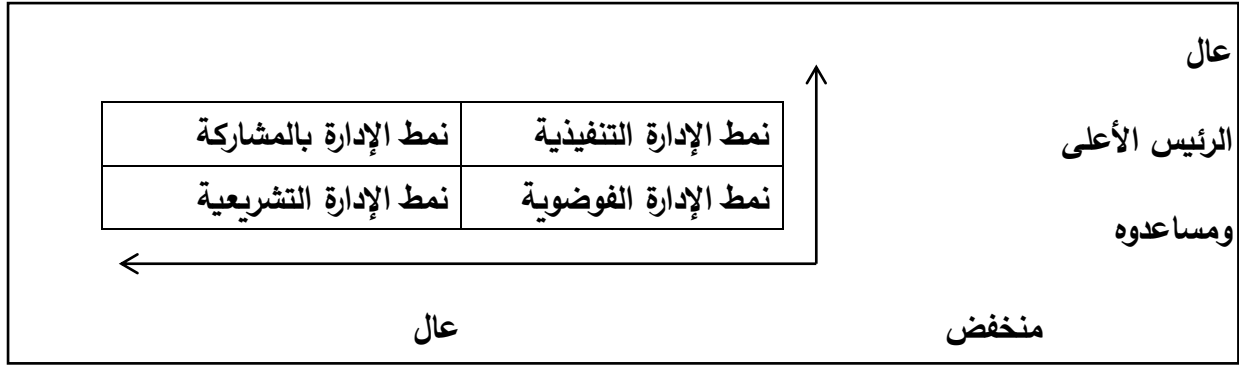 عال
الرئيس الأعلى
ومساعدوه
نمط الإدارة التنفيذية
نمط الإدارة بالمشاركة
نمط الإدارة الفوضوية
نمط الإدارة التشريعية
منخفض
عال